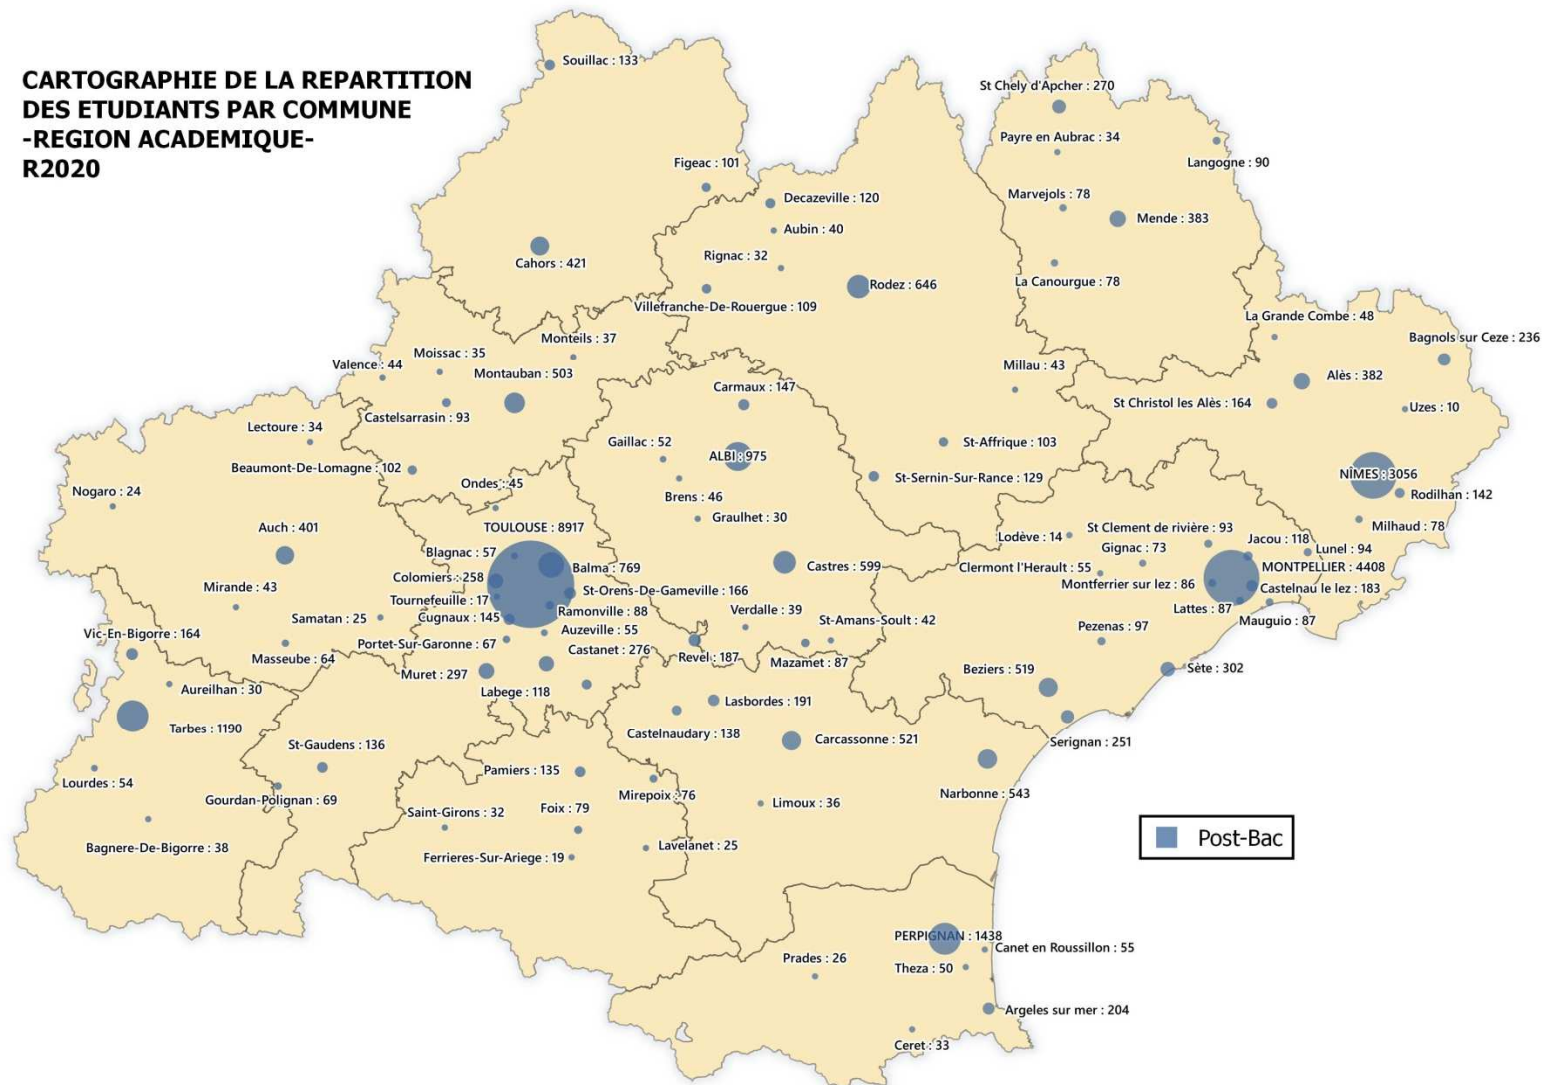 CARTOGRAPHIE DE LA REPARTITION
DES ETUDIANTS PAR COMMUNE
-REGION ACADEMIQUE-
R2020
Souillac : 133
St Chely d'Apcher : 270
Payre en Aubrac : 34
Langogne : 90
Figeac : 101
Decazeville : 120
Marvejols : 78
Mende : 383
Aubin : 40
Rignac : 32
Cahors : 421
Rodez : 646
La Canourgue : 78
Villefranche-De-Rouergue : 109
La Grande Combe : 48
Bagnols sur Ceze : 236
Monteils : 37
Moissac : 35
Valence : 44
Montauban : 503
Millau : 43
Alès : 382
Carmaux : 147
St Christol les Alès : 164
Uzes : 10
Castelsarrasin : 93
Lectoure : 34
Gaillac : 52
St-Affrique : 103
ALBI : 975
Beaumont-De-Lomagne : 102
St-Sernin-Sur-Rance : 129
NÎMES : 3056
Ondes : 45
Nogaro : 24
Brens : 46
Rodilhan : 142
Graulhet : 30
Auch : 401
TOULOUSE : 8917
Lodève : 14
St Clement de rivière : 93
Milhaud : 78
Jacou : 118
Gignac : 73
Lunel : 94
Blagnac : 57
Balma : 769
Castres : 599
Clermont l'Herault : 55
MONTPELLIER : 4408
Colomiers : 258
Montferrier sur lez : 86
Castelnau le lez : 183
Mirande : 43
St-Orens-De-Gameville : 166
Tournefeuille : 17
Lattes : 87
Ramonville : 88
Verdalle : 39
Samatan : 25
Cugnaux : 145
Mauguio : 87
St-Amans-Soult : 42
Pezenas : 97
Vic-En-Bigorre : 164
Auzeville : 55
Portet-Sur-Garonne : 67
Castanet : 276
Masseube : 64
Revel : 187
Mazamet : 87
Muret : 297
Beziers : 519
Sète : 302
Aureilhan : 30
Labege : 118
Lasbordes : 191
Tarbes : 1190
Castelnaudary : 138
Carcassonne : 521
Serignan : 251
St-Gaudens : 136
Pamiers : 135
Lourdes : 54
Mirepoix : 76
Narbonne : 543
Gourdan-Polignan : 69
Limoux : 36
Foix : 79
Saint-Girons : 32
Bagnere-De-Bigorre : 38
Ferrieres-Sur-Ariege : 19
Lavelanet : 25
Post-Bac
PERPIGNAN : 1438
Canet en Roussillon : 55
Prades : 26
Theza : 50
Argeles sur mer : 204
Ceret : 33